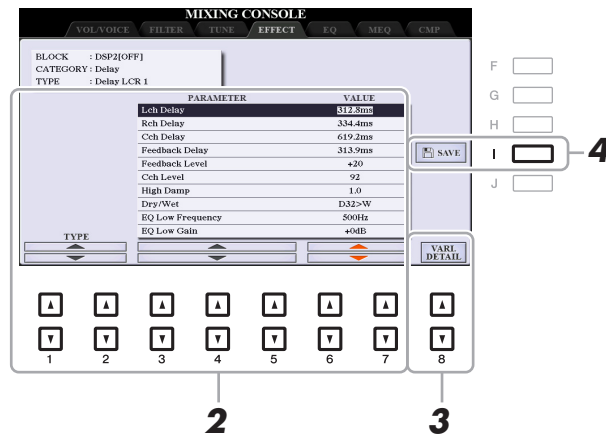 MIXING CONSOLE
VOL/VOICE FILTER TUNE EFFECT EQ MEQ CMP
BLOCK : DSP2[OFF]
CATEGORY : Delay
TYPE : Delay LCR 1
PARAMETER VALUE
Lch Delay 312.8ms
Rch Delay 334.4ms
Cch Delay 619.2ms
Feedback Delay 313.9ms
Feedback Level +20
Cch Level 92
High Damp 1.0
Dry/Wet D32>W
EQ Low Frequency 500Hz
EQ Low Gain +0dB
TYPE
SAVE
VARI. DETAIL
F
G
H
I
J
4
1 2 3 4 5 6 7 8
2 3